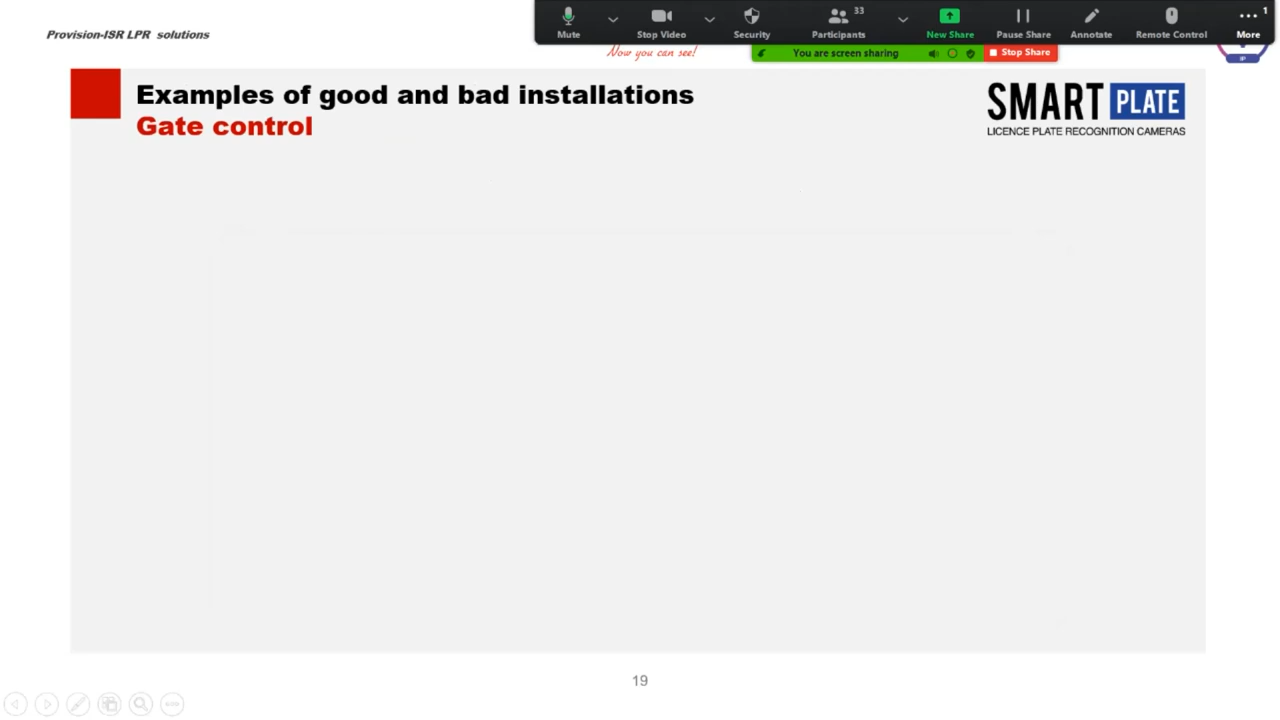 Provision-ISR LPR solutions
33
1
Mute
Stop Video
Security
Participants
New Share
Pause Share
Annotate
Remote Control
More
Now you can see!
You are screen sharing
Stop Share
IP
Examples of good and bad installations
Gate control
SMART PLATE
LICENCE PLATE RECOGNITION CAMERAS
19